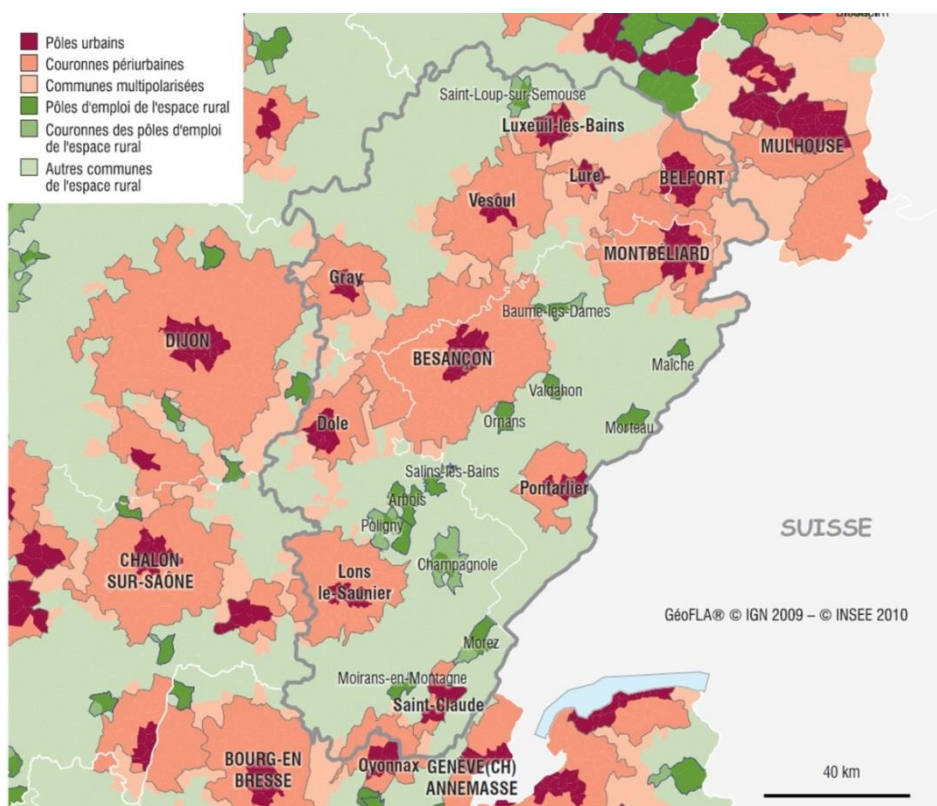 Pôles urbains
Couronnes périurbaines
Communes multipolarisées
Pôles d'emploi de l'espace rural
Couronnes des pôles d'emploi
de l'espace rural
Autres communes
de l'espace rural
Saint-Loup-sur-Semouse
Luxeuil-les-Bains
MULHOUSE
Lure
BELFORT
Vesoul
MONTBÉLIARD
Gray
Baume-les-Dames
DIJON
BESANÇON
Maîche
Valdahon
Dole
Ornans
Morteau
Salins-les-Bains
Pontarlier
Arbois
Poligny
SUISSE
CHALON
SUR-SAÔNE
Champagnole
Lons
le-Saunier
GéoFLA® © IGN 2009 – © INSEE 2010
Morez
Moirans-en-Montagne
Saint-Claude
BOURG-EN
BRESSE
Oyonnax
GENÈVE(CH)
ANNEMASSE
40 km